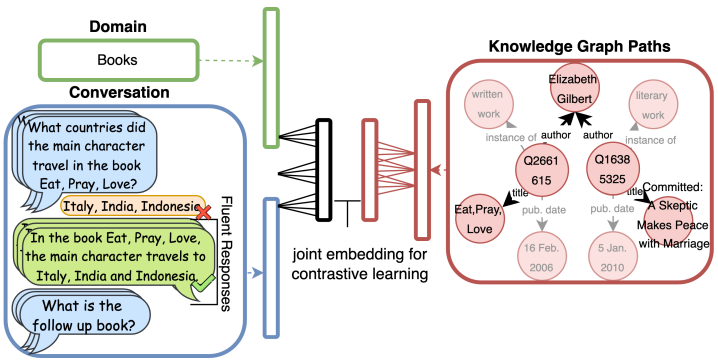 Domain
Books
Conversation
What countries did
the main character
travel in the book
Eat, Pray, Love?
Italy, India, Indonesia
In the book Eat, Pray, Love,
the main character travels to
Italy, India and Indonesia
What is the
follow up book?
Fluent Responses
joint embedding for
contrastive learning
Knowledge Graph Paths
written
work
Elizabeth
Gilbert
literary
work
instance of
author
author
instance of
Q2661
615
Q1638
5325
title
title
Eat,Pray,
Love
pub. date
pub. date
Committed:
A Skeptic
Makes Peace
with Marriage
16 Feb.
2006
5 Jan.
2010